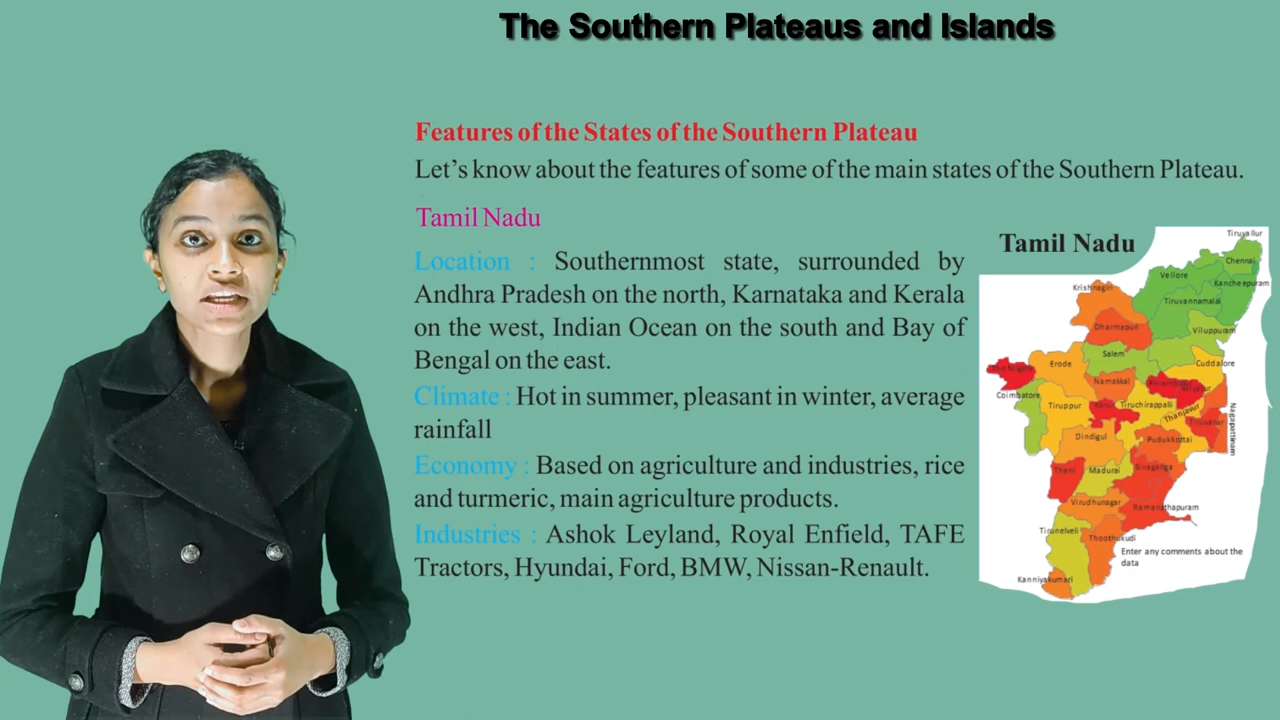 The Southern Plateaus and Islands
Features of the States of the Southern Plateau
Let’s know about the features of some of the main states of the Southern Plateau.
Tamil Nadu
Location : Southernmost state, surrounded by
Andhra Pradesh on the north, Karnataka and Kerala
on the west, Indian Ocean on the south and Bay of
Bengal on the east.
Climate : Hot in summer, pleasant in winter, average
rainfall
Economy : Based on agriculture and industries, rice
and turmeric, main agriculture products.
Industries : Ashok Leyland, Royal Enfield, TAFE
Tractors, Hyundai, Ford, BMW, Nissan-Renault.
Tamil Nadu
Tiruvallur
Chennai
Vellore
Kancheepuram
Krishnagiri
Tiruvannamalai
Dharmapuri
Viluppuram
Salem
Cuddalore
Erode
Namakkal
Coimbatore
Tiruppur
Tiruchirappalli
Thanjavur
Nagapattinam
Dindigul
Pudukkottai
Theni
Madurai
Sivaganga
Virudhunagar
Ramanathapuram
Tirunelveli
Thoothukudi
Enter any comments about the
data
Kanniyakumari